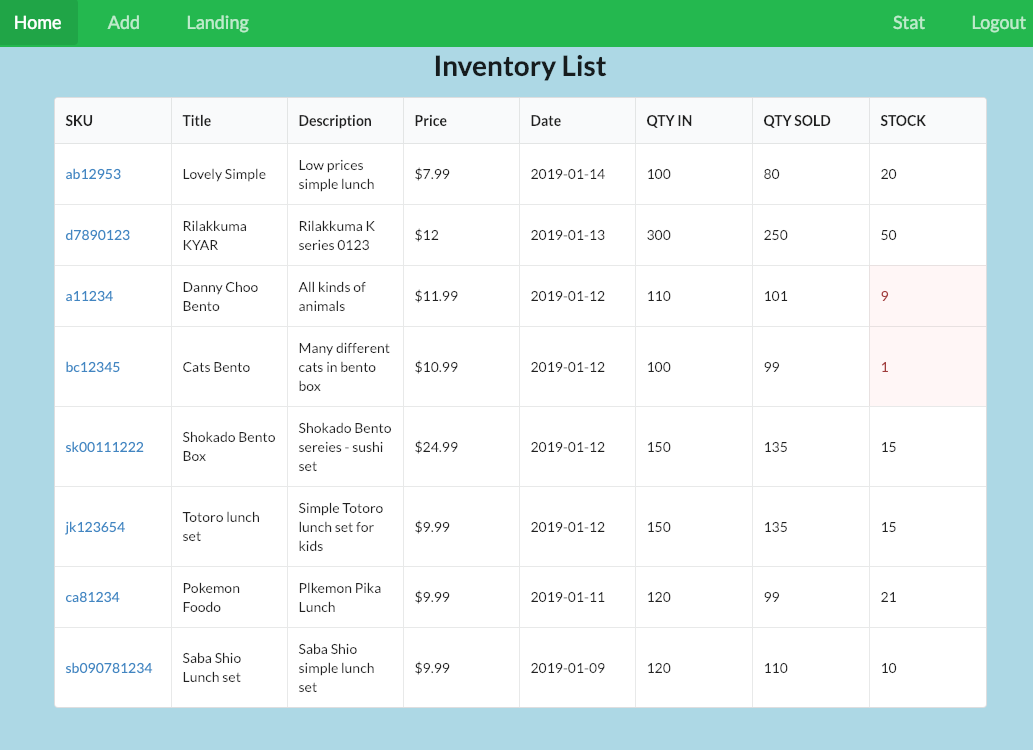 Home Add Landing Stat Logout
Inventory List
SKU Title Description Price Date QTY IN QTY SOLD STOCK
ab12953 Lovely Simple Low prices simple lunch $7.99 2019-01-14 100 80 20
d7890123 Rilakkuma KYAR Rilakkuma K series 0123 $12 2019-01-13 300 250 50
a11234 Danny Choo Bento All kinds of animals $11.99 2019-01-12 110 101 9
bc12345 Cats Bento Many different cats in bento box $10.99 2019-01-12 100 99 1
sk00111222 Shokado Bento Box Shokado Bento sereies - sushi set $24.99 2019-01-12 150 135 15
jk123654 Totoro lunch set Simple Totoro lunch set for kids $9.99 2019-01-12 150 135 15
ca81234 Pokemon Foodo Plkemon Pika Lunch $9.99 2019-01-11 120 99 21
sb090781234 Saba Shio Lunch set Saba Shio simple lunch set $9.99 2019-01-09 120 110 10